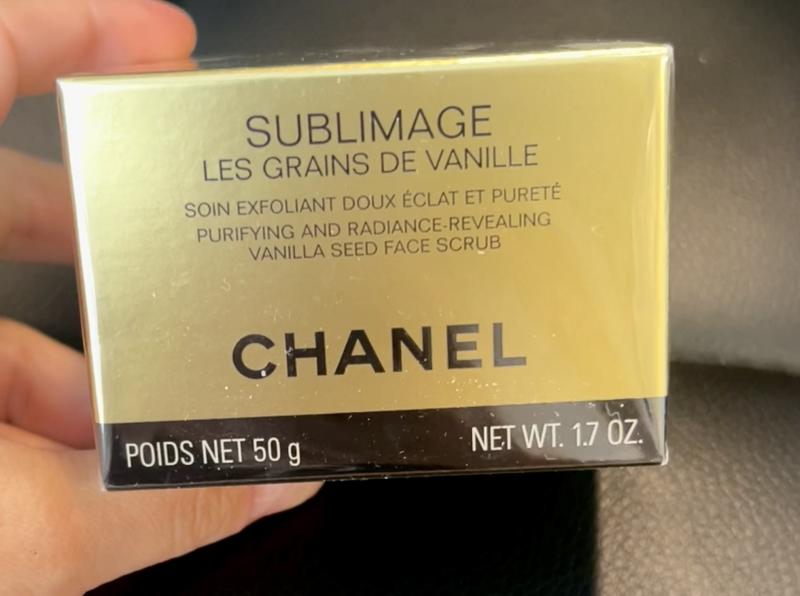 SUBLIMAGE
LES GRAINS DE VANILLE
SOIN EXFOLIANT DOUX ÉCLAT ET PURETÉ
PURIFYING AND RADIANCE-REVEALING
VANILLA SEED FACE SCRUB
CHANEL
POIDS NET 50 g NET WT. 1.7 OZ.